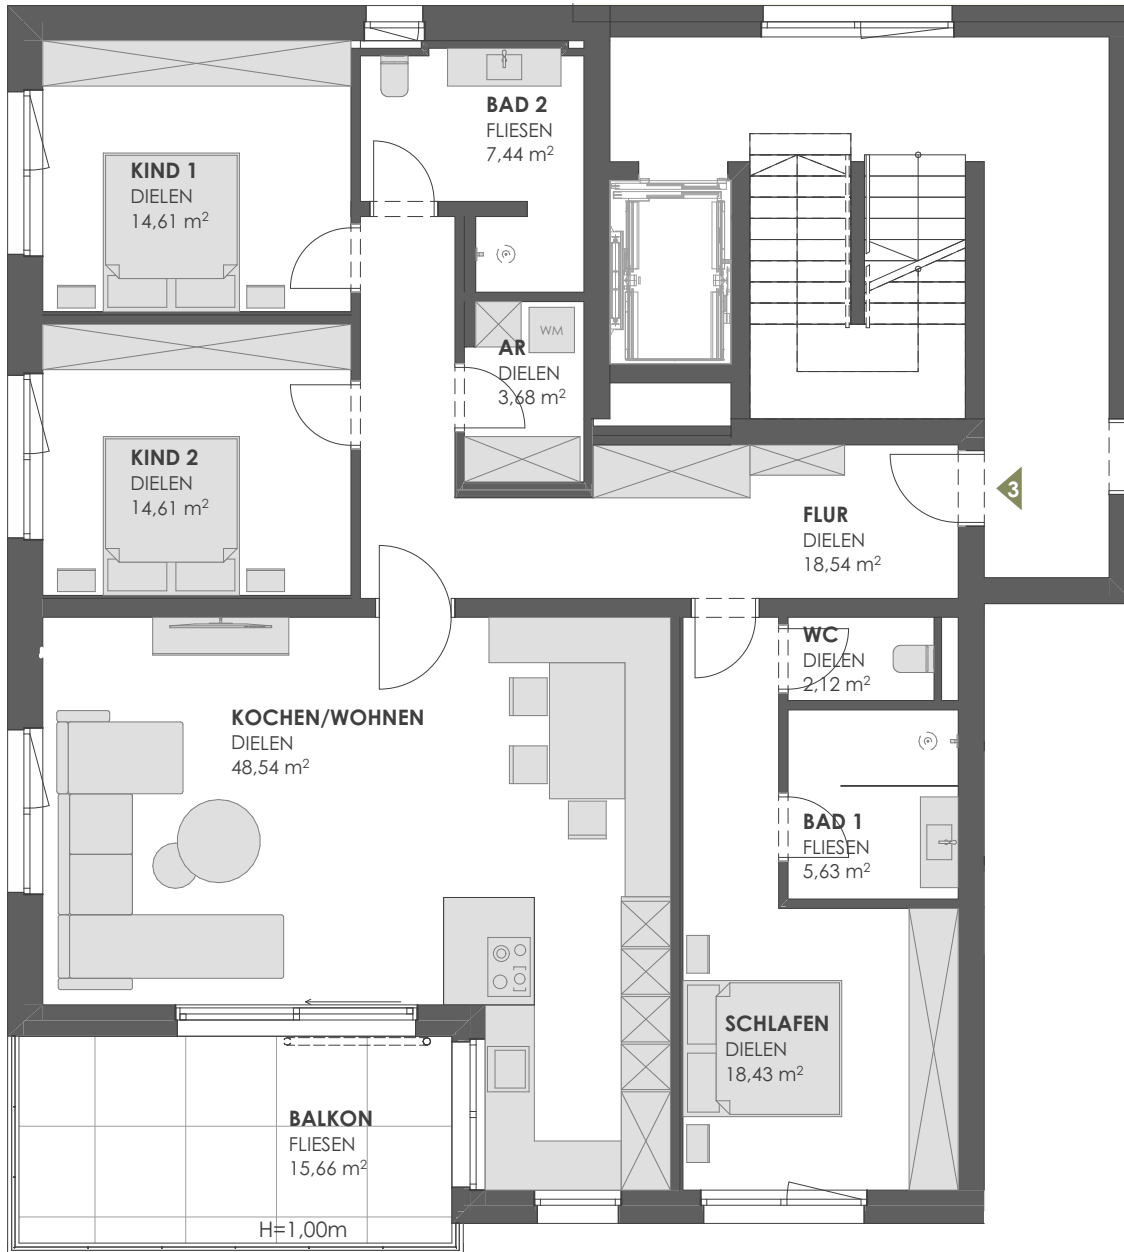 BAD 2
FLIESEN
7,44 m²
KIND 1
DIELEN
14,61 m²
WM
AR
DIELEN
3,68 m²
KIND 2
DIELEN
14,61 m²
3
FLUR
DIELEN
18,54 m²
WC
DIELEN
2,12 m²
KOCHEN/WOHNEN
DIELEN
48,54 m²
BAD 1
FLIESEN
5,63 m²
SCHLAFEN
DIELEN
18,43 m²
BALKON
FLIESEN
15,66 m²
H=1,00m